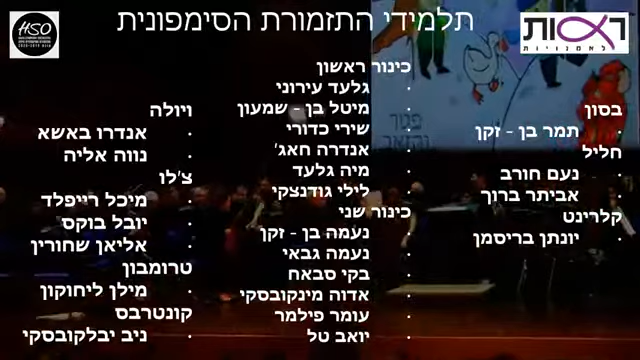 תלמידי התזמורת הסימפונית
HSO
ראות
לאמנויות
בסון
תמר בן - זקן
חליל
נעם חורב
אביתר ברוך
קלרינט
יונתן בריסמן
כינור ראשון
גלעד עירוני
מיטל בן - שמעון
שירי כדורי
אנדרה חאג'
מיה גלעד
לילי גודנצקי
כינור שני
נעמה בן - זקן
נעמה גבאי
בקי סבאח
אדוה מינקובסקי
עומר פילמר
יואב טל
ויולה
אנדרו באשא
נווה אליה
צ'לו
מיכל רייפלד
יובל בוקס
אליאן שחורין
טרומבון
מילן ליחוקון
קונטרבס
ניב יבלקובסקי
פטר
והזאב